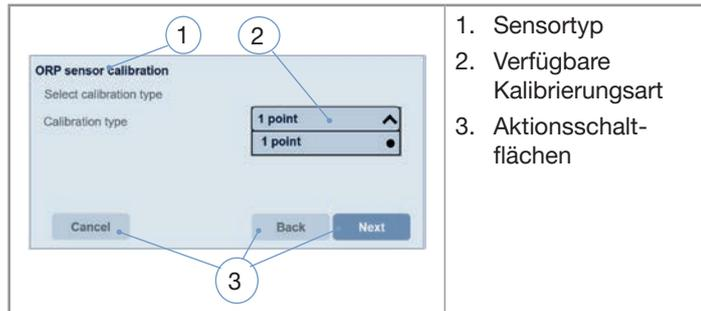 1
2
ORP sensor calibration
Select calibration type
Calibration type
1 point
1 point
Cancel
Back
Next
3
1. Sensortyp
2. Verfügbare
Kalibrierungsart
3. Aktionsschalt-
flächen